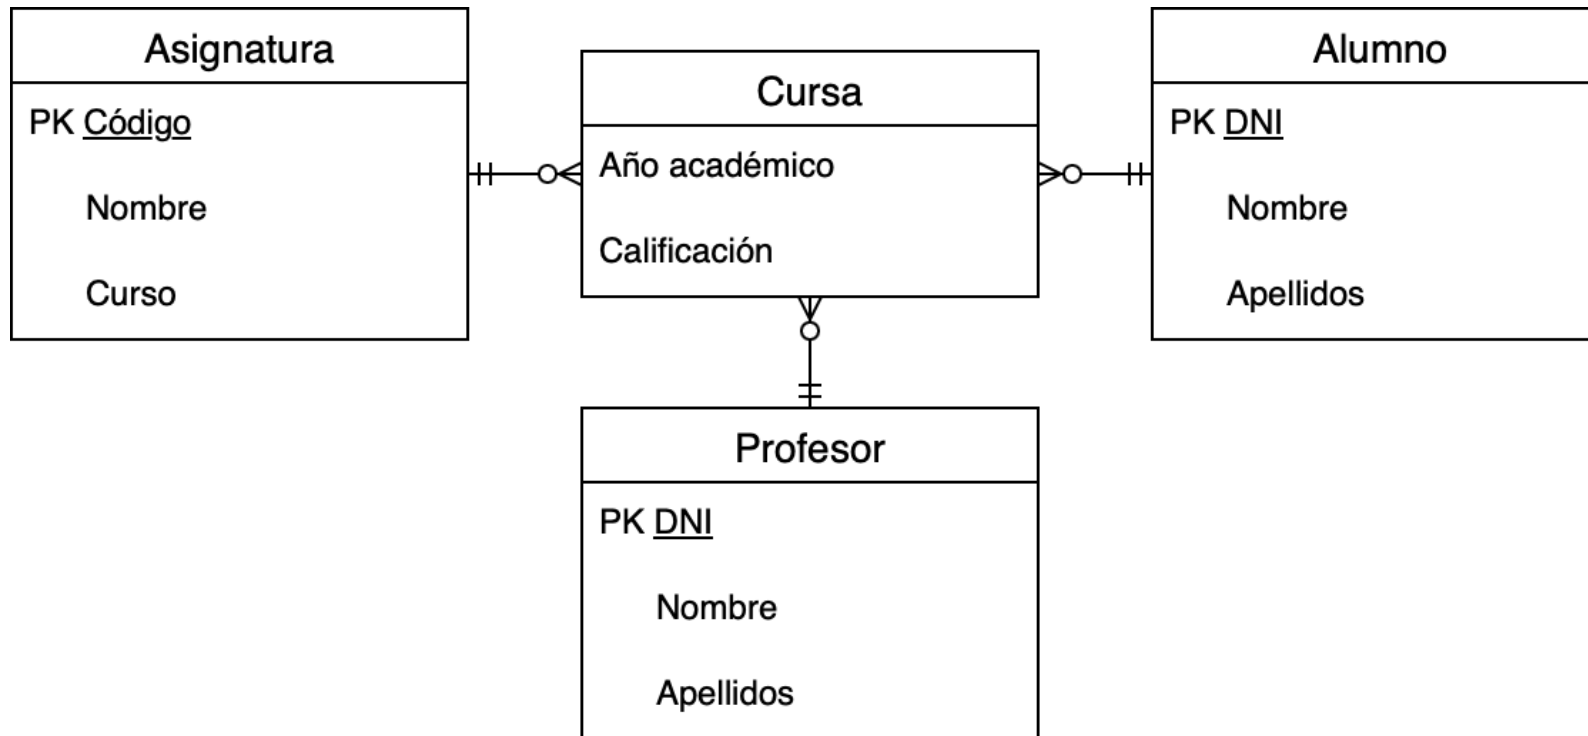 Asignatura
PK Código
Nombre
Curso
Cursa
Año académico
Calificación
Alumno
PK DNI
Nombre
Apellidos
Profesor
PK DNI
Nombre
Apellidos